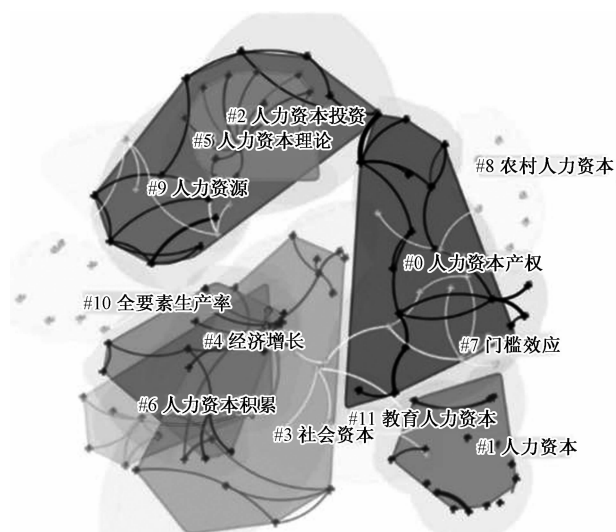 #2 人力资本投资
#5 人力资本理论
#8 农村人力资本
#9 人力资源
#0 人力资本产权
#10 全要素生产率
#4 经济增长
#7 门槛效应
#6 人力资本积累
#11 教育人力资本
#3 社会资本
#1 人力资本